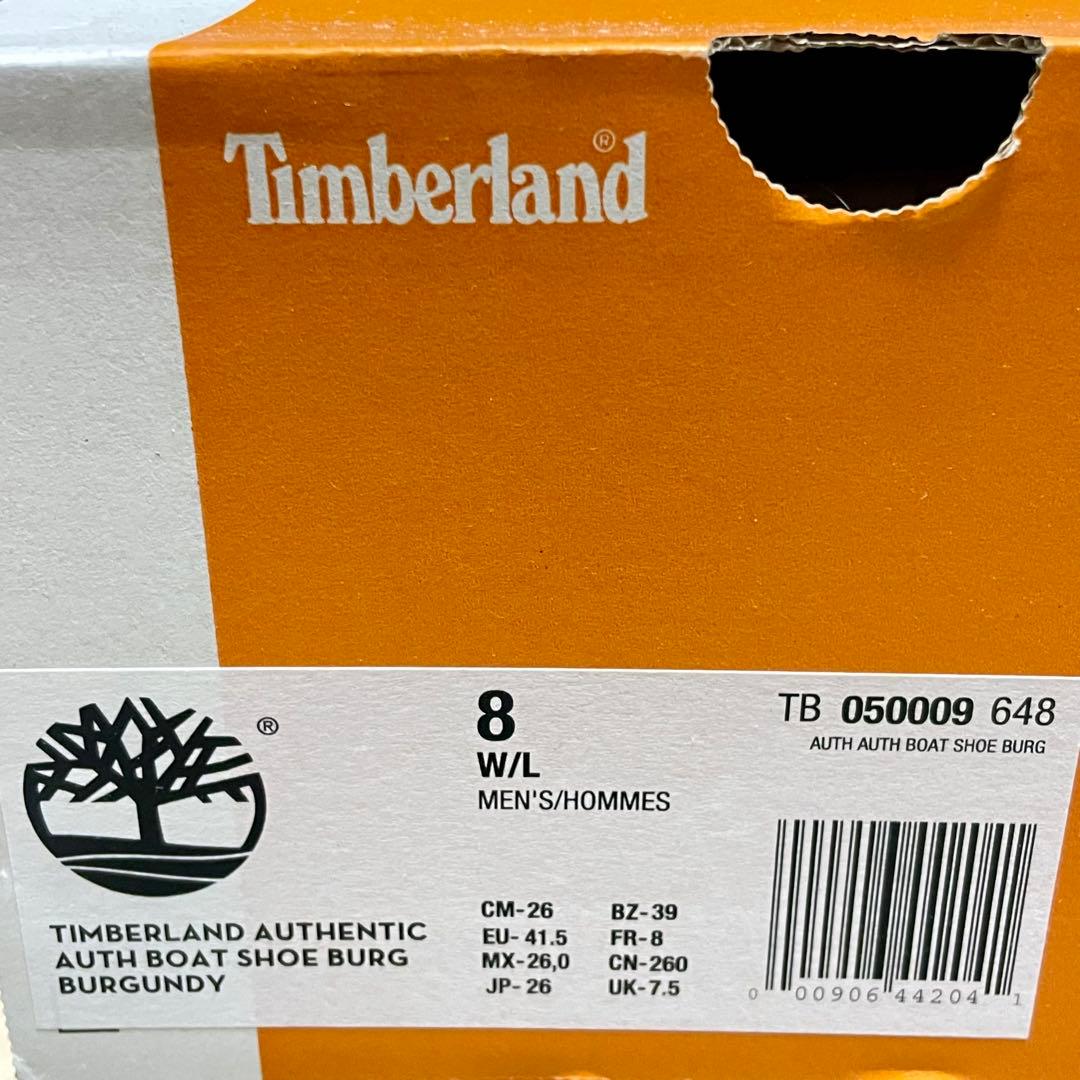 Timberland®
®
TIMBERLAND AUTHENTIC
AUTH BOAT SHOE BURG
BURGUNDY
8
W/L
MEN'S/HOMMES
CM-26 BZ-39
EU- 41.5 FR-8
MX-26,0 CN-260
JP-26 UK-7.5
TB 050009 648
AUTH AUTH BOAT SHOE BURG
0 00906 44204 1